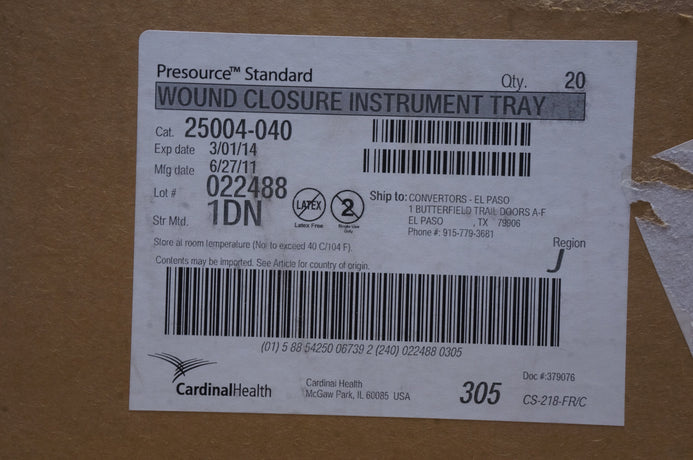 Presource™ Standard
Qty. 20
WOUND CLOSURE INSTRUMENT TRAY
Cat. 25004-040
Exp date 3/01/14
Mfg date 6/27/11
Lot # 022488
Str Mtd. 1DN
LATEX
Latex Free
2
Single Use
Only
Ship to: CONVERTORS - EL PASO
1 BUTTERFIELD TRAIL DOORS A-F
EL PASO , TX 79906
Phone #: 915-779-3681
Region
J
Store at room temperature (Not to exceed 40 C/104 F).
Contents may be imported. See Article for country of origin.
(01) 5 88 54250 06739 2 (240) 022488 0305
CardinalHealth
Cardinal Health
McGaw Park, IL 60085 USA
305
Doc #:379076
CS-218-FR/C